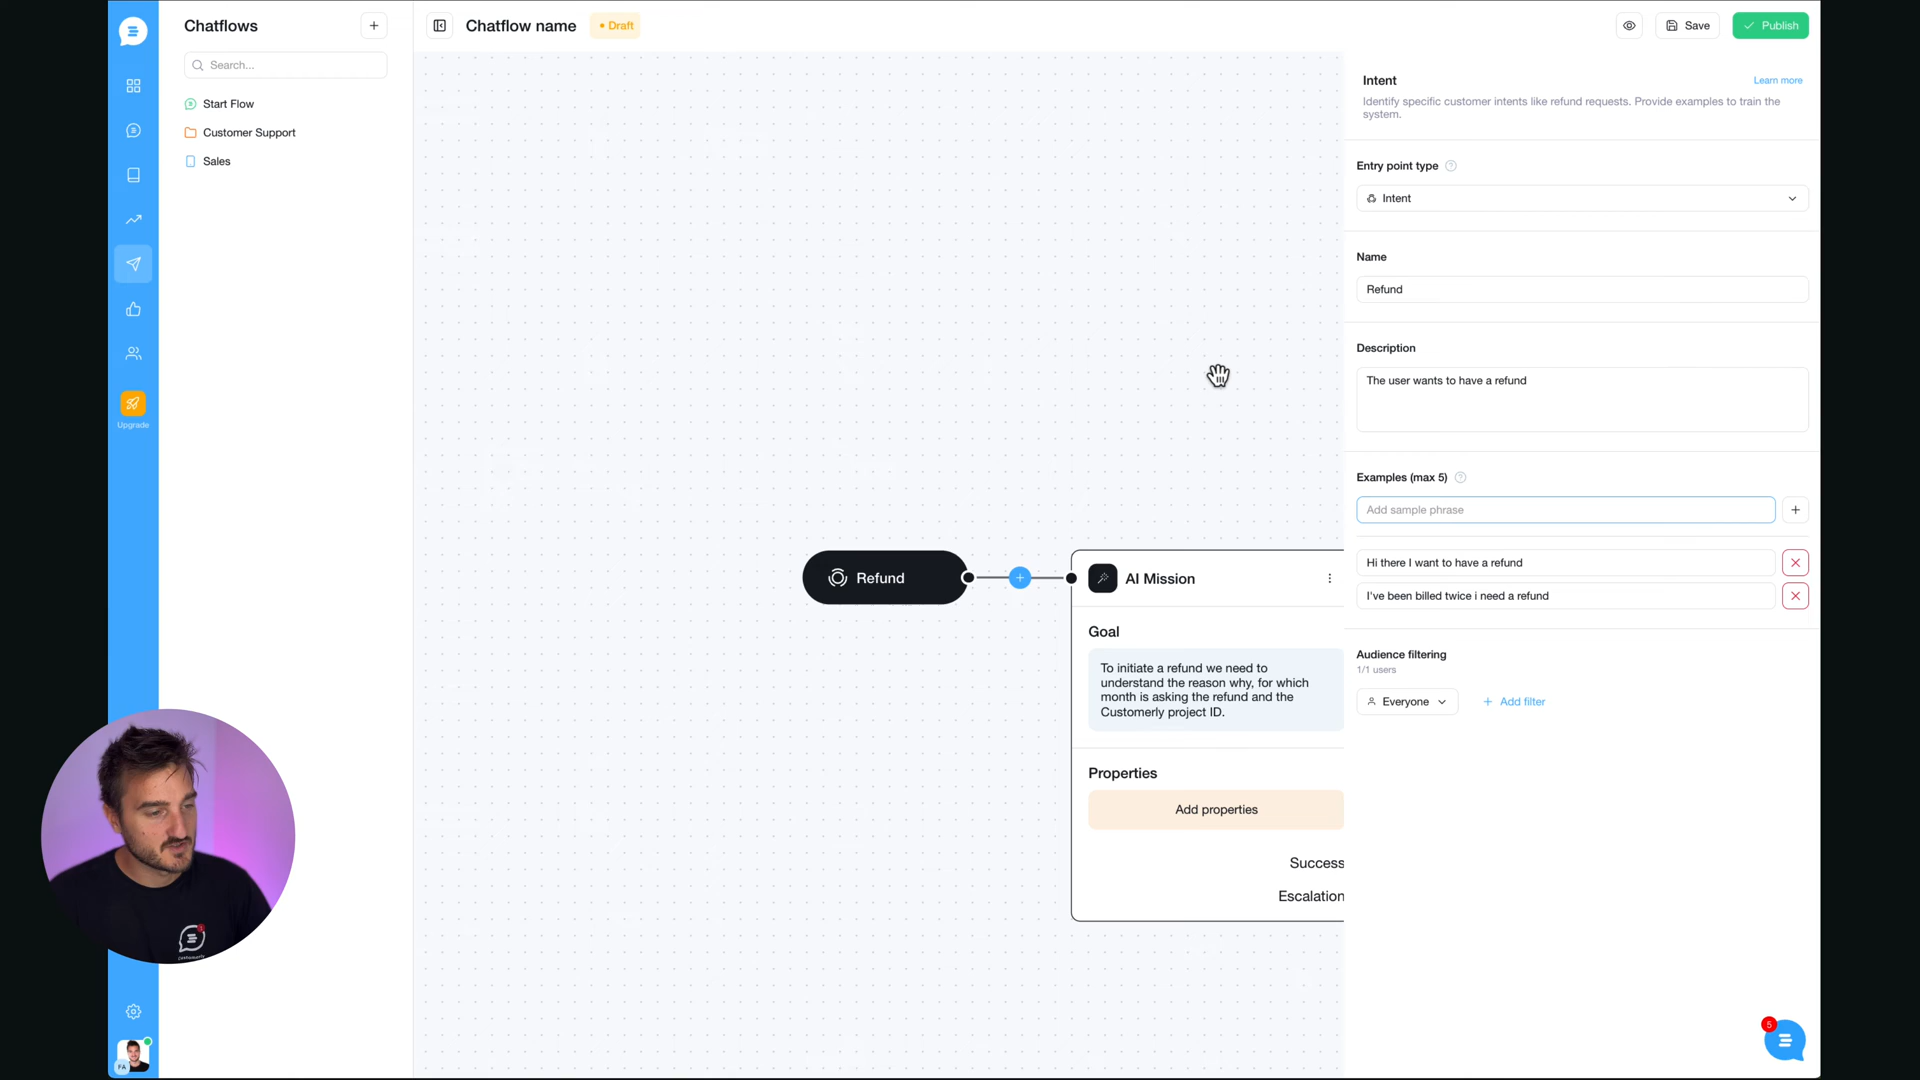 Chatflows
Search...
Start Flow
Customer Support
Sales
Upgrade
FA
Chatflow name
Draft
Save
Publish
Refund
AI Mission
Goal
To initiate a refund we need to
understand the reason why, for which
month is asking the refund and the
Customerly project ID.
Properties
Add properties
Success
Escalation
Intent
Learn more
Identify specific customer intents like refund requests. Provide examples to train the
system.
Entry point type
Intent
Name
Refund
Description
The user wants to have a refund
Examples (max 5)
Add sample phrase
Hi there I want to have a refund
I've been billed twice i need a refund
Audience filtering
1/1 users
Everyone
Add filter
5